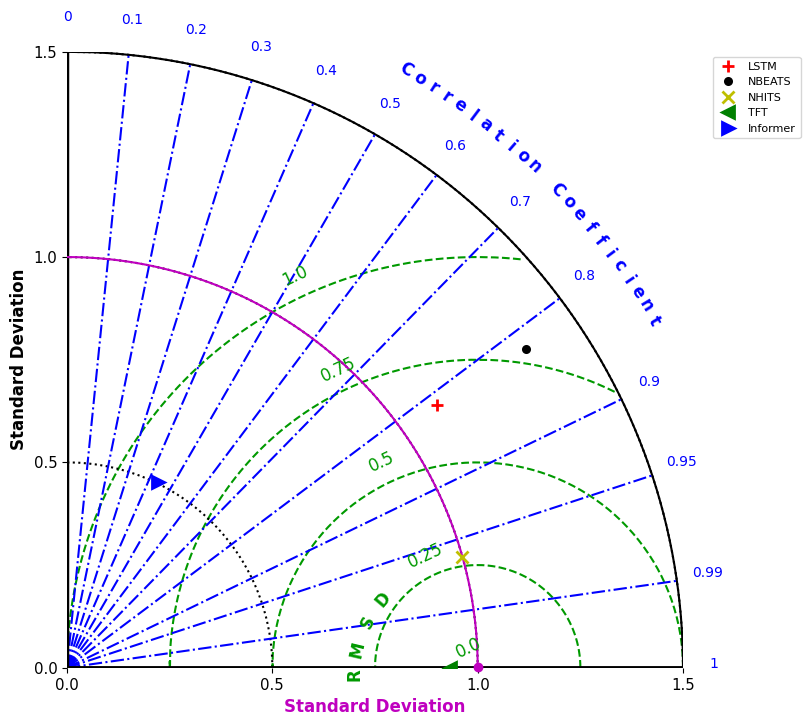 0
0.1
0.2
0.3
0.4
0.5
0.6
0.7
0.8
0.9
0.95
0.99
1
Correlation Coefficient
LSTM
NBEATS
NHITS
TFT
Informer
1.5
1.0
0.5
0.0
Standard Deviation
1.0
0.75
0.5
0.25
0.0
RMSD
0.0
0.5
1.0
1.5
Standard Deviation